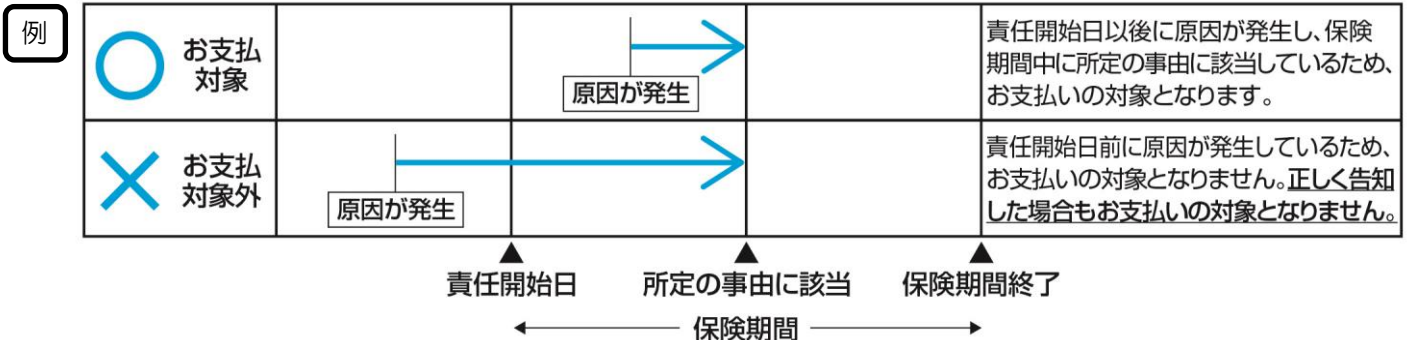 例
お支払
対象
原因が発生
責任開始日以後に原因が発生し、保険
期間中に所定の事由に該当しているため、
お支払いの対象となります。
お支払
対象外
原因が発生
責任開始日前に原因が発生しているため、
お支払いの対象となりません。正しく告知
した場合もお支払いの対象となりません。
責任開始日
所定の事由に該当
保険期間終了
保険期間